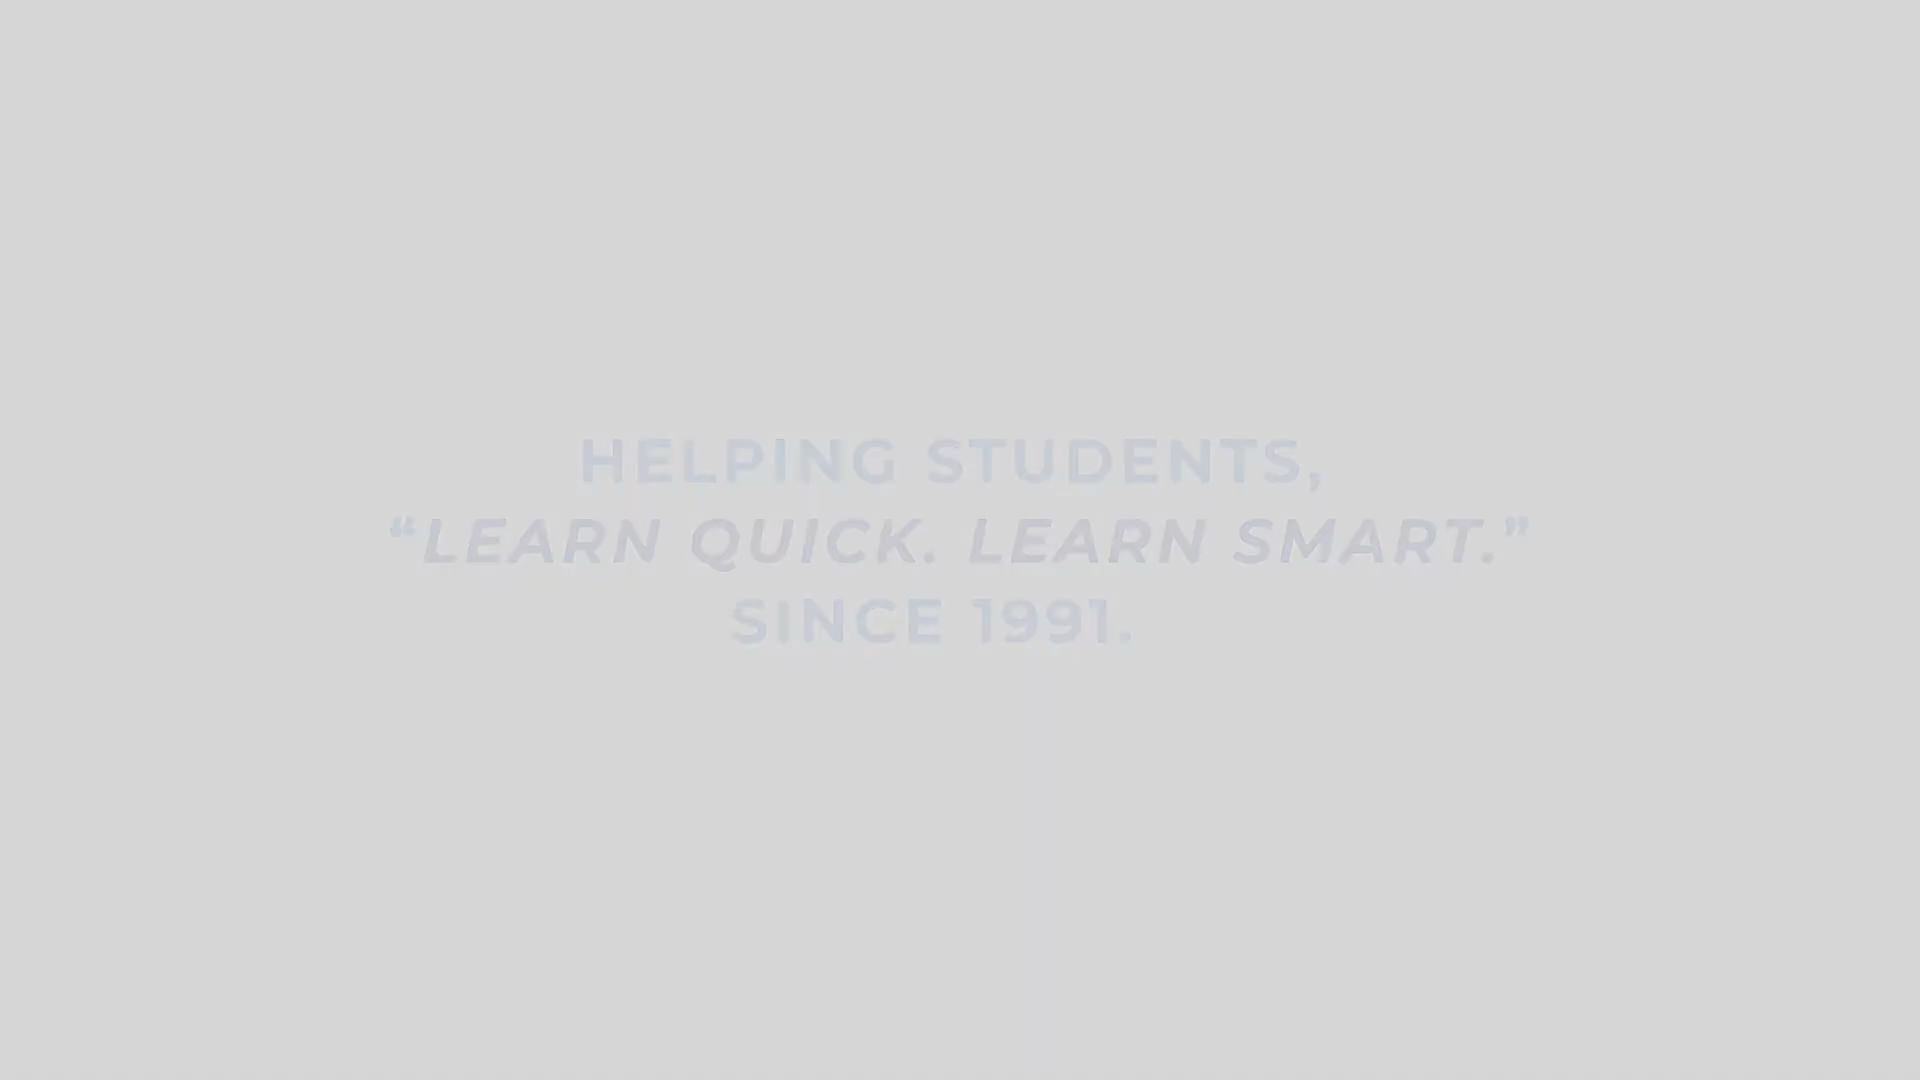 HELPING STUDENTS,
“LEARN QUICK. LEARN SMART.”
SINCE 1991.